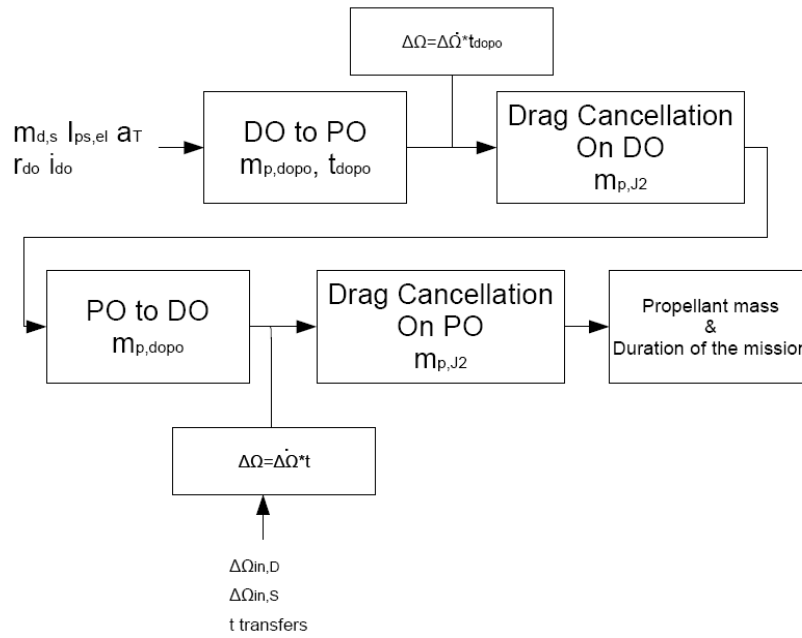 ΔΩ=ΔΩ̇*tdopo
md,s Ips,el aT
rdo ido
DO to PO
mp,dopo, tdopo
Drag Cancellation
On DO
mp,J2
PO to DO
mp,dopo
Drag Cancellation
On PO
mp,J2
Propellant mass
&
Duration of the mission
ΔΩ=ΔΩ̇*t
ΔΩin,D
ΔΩin,S
t transfers